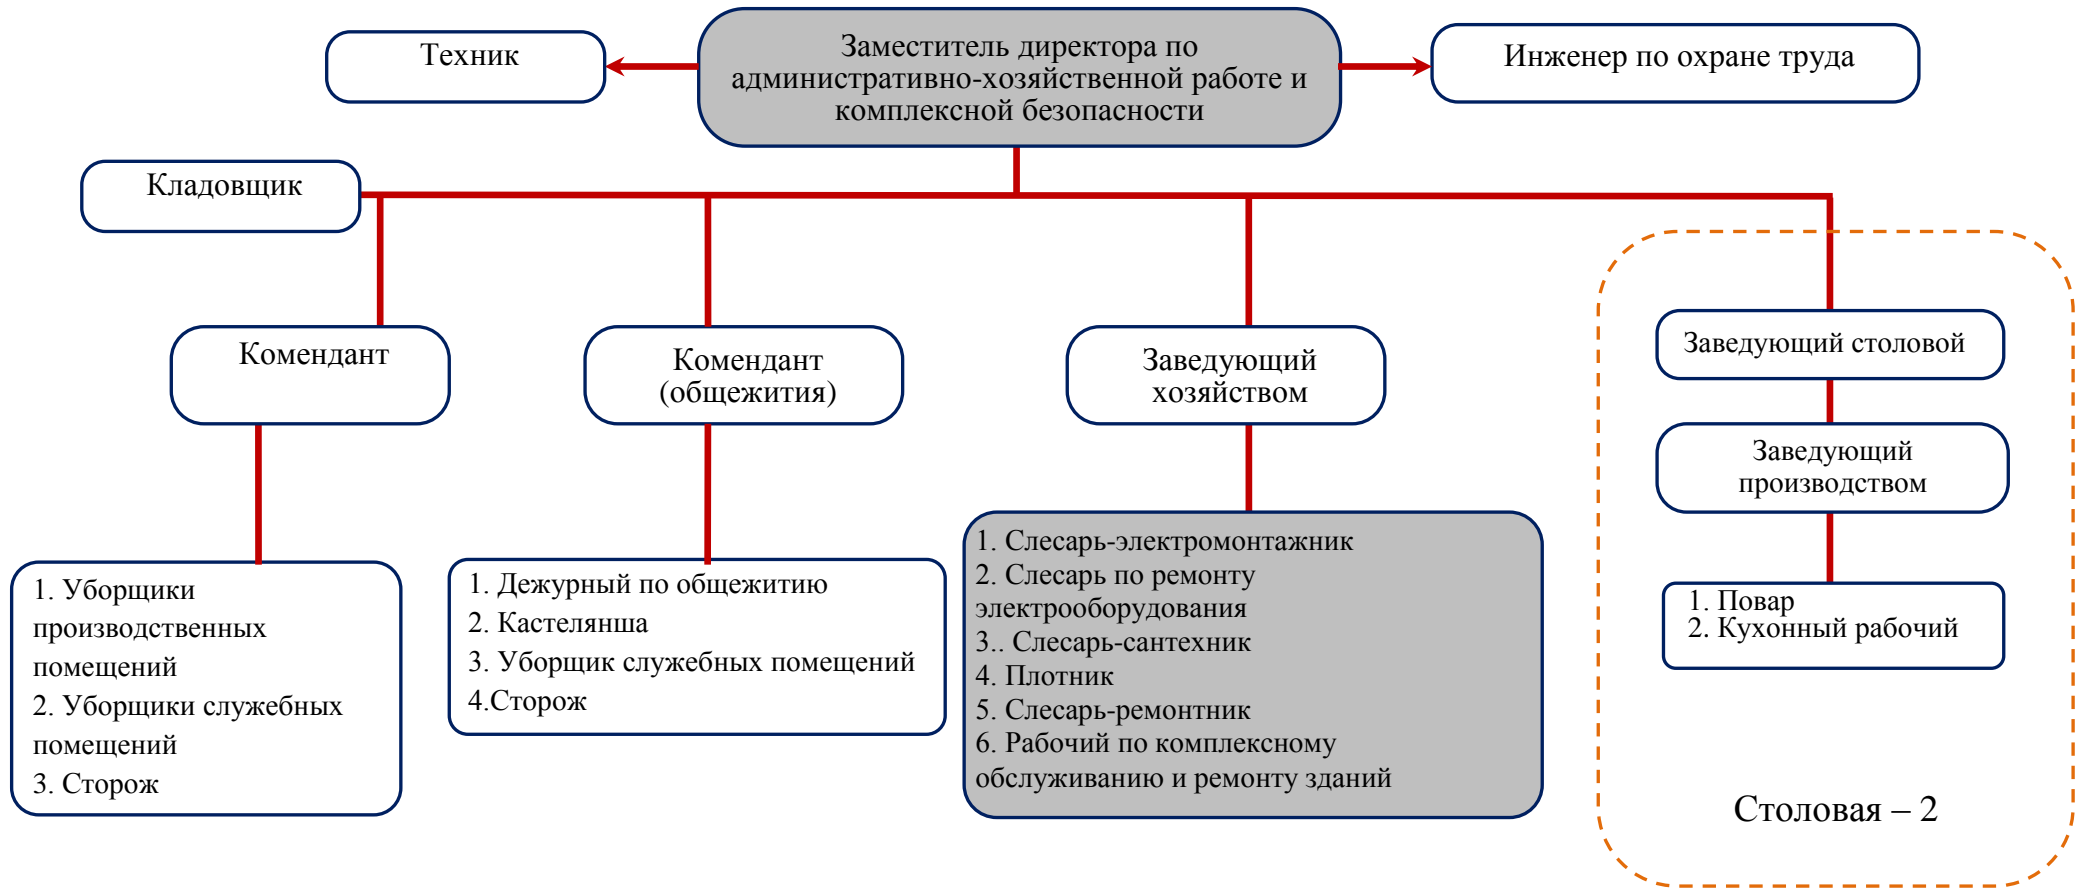 Техник
Заместитель директора по
административно-хозяйственной работе и
комплексной безопасности
Инженер по охране труда
Кладовщик
Комендант
Комендант
(общежития)
Заведующий
хозяйством
Заведующий столовой
Заведующий
производством
1. Уборщики
производственных
помещений
2. Уборщики служебных
помещений
3. Сторож
1. Дежурный по общежитию
2. Кастелянша
3. Уборщик служебных помещений
4.Сторож
1. Слесарь-электромонтажник
2. Слесарь по ремонту
электрооборудования
3.. Слесарь-сантехник
4. Плотник
5. Слесарь-ремонтник
6. Рабочий по комплексному
обслуживанию и ремонту зданий
1. Повар
2. Кухонный рабочий
Столовая – 2